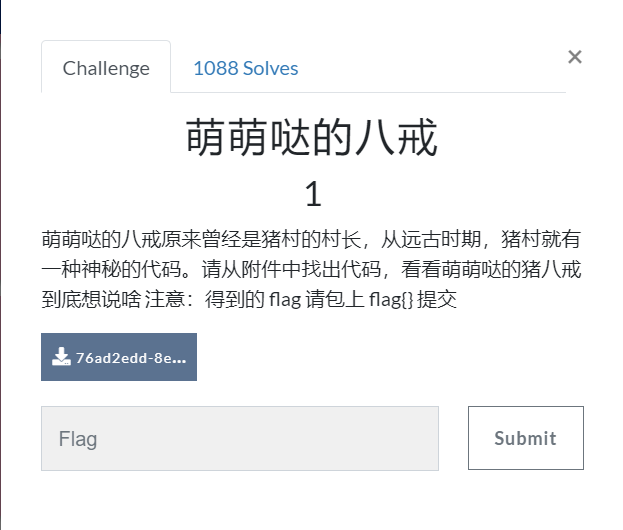 Challenge
1088 Solves
×
萌萌哒的八戒
1
萌萌哒的八戒原来曾经是猪村的村长，从远古时期，猪村就有
一种神秘的代码。请从附件中找出代码，看看萌萌哒的猪八戒
到底想说啥 注意：得到的 flag 请包上 flag{} 提交
76ad2edd-8e...
Flag
Submit